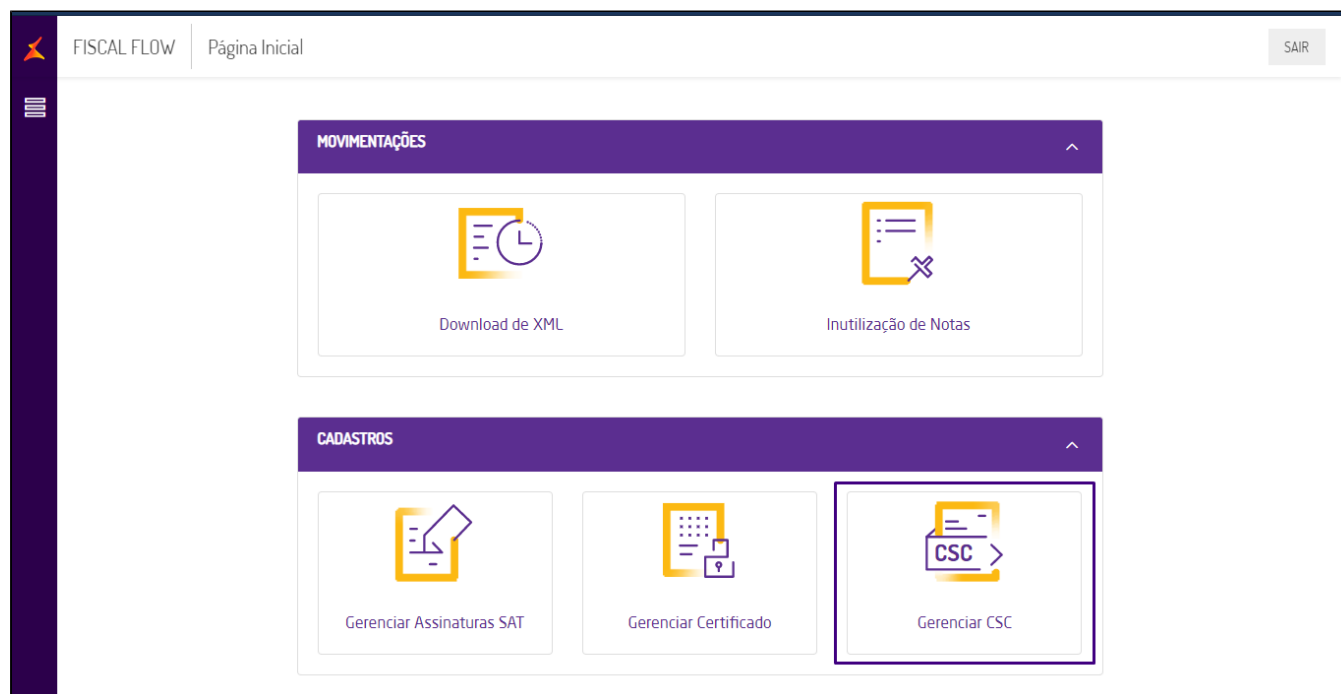 FISCAL FLOW
Página Inicial
SAIR
MOVIMENTAÇÕES
Download de XML
Inutilização de Notas
CADASTROS
CSC
Gerenciar Assinaturas SAT
Gerenciar Certificado
Gerenciar CSC